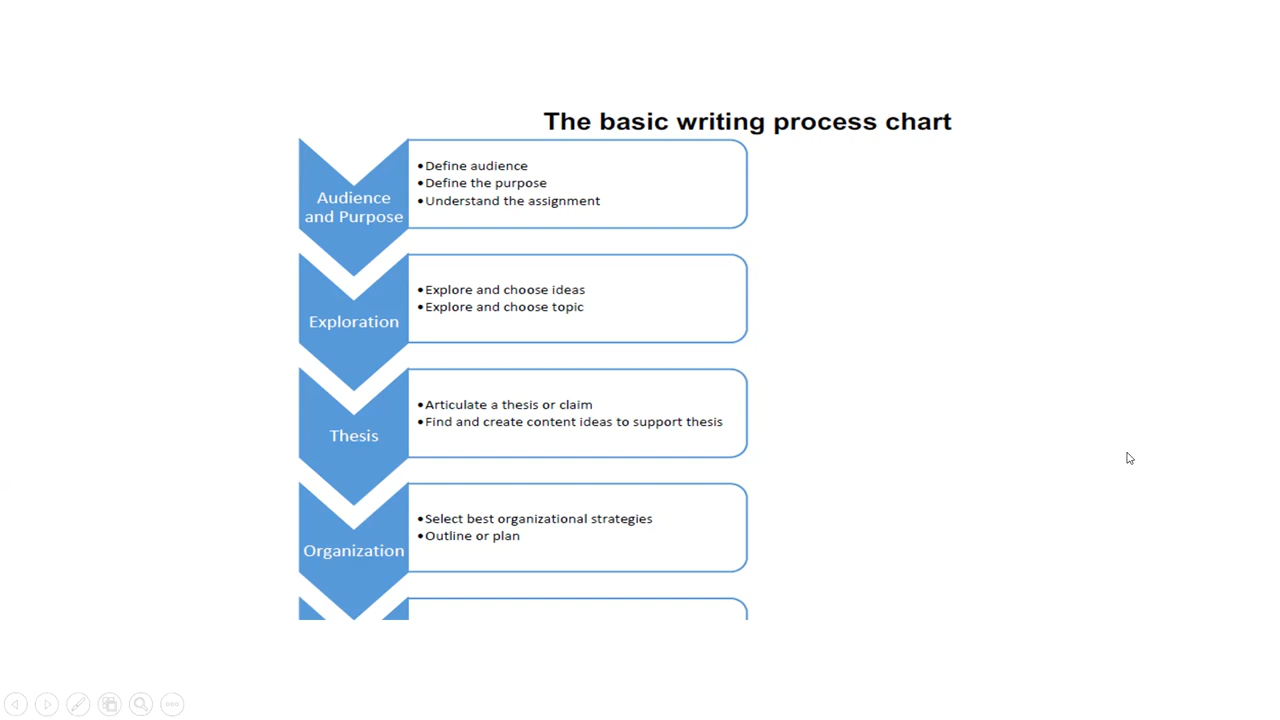 The basic writing process chart
Audience
and Purpose
•Define audience
•Define the purpose
•Understand the assignment
Exploration
•Explore and choose ideas
•Explore and choose topic
Thesis
•Articulate a thesis or claim
•Find and create content ideas to support thesis
Organization
•Select best organizational strategies
•Outline or plan